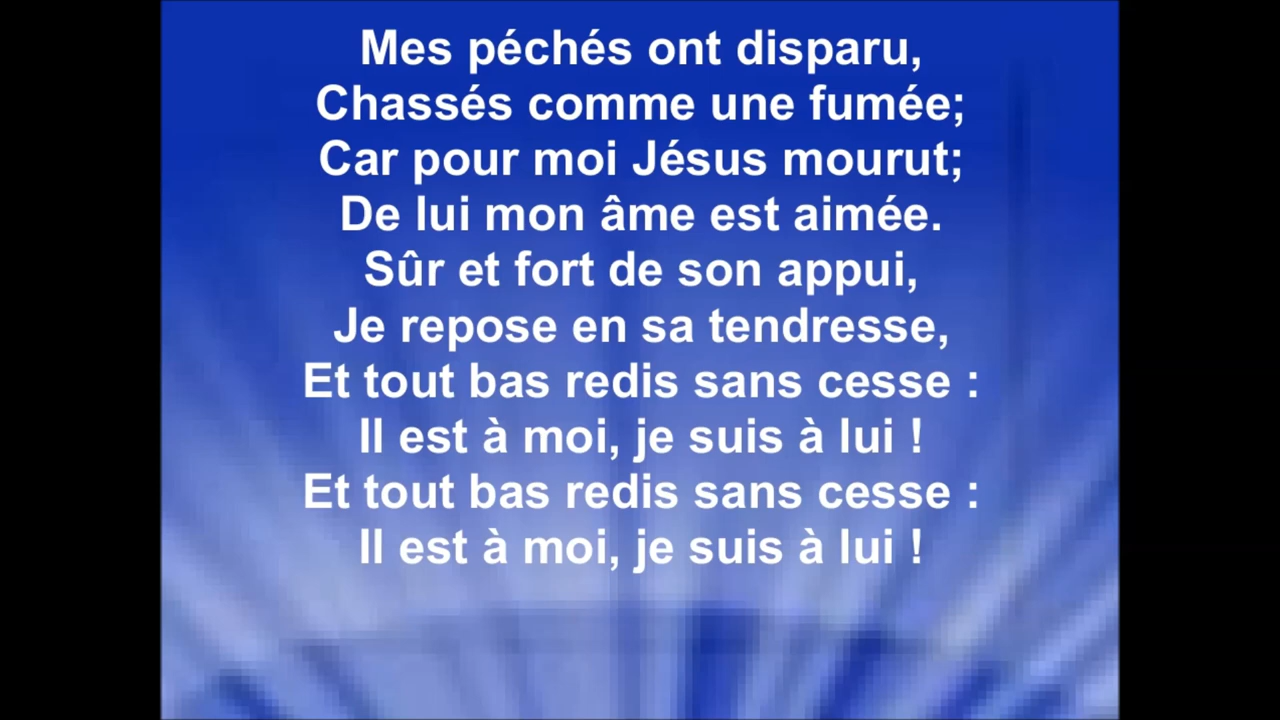 Mes péchés ont disparu,
Chassés comme une fumée;
Car pour moi Jésus mourut;
De lui mon âme est aimée.
Sûr et fort de son appui,
Je repose en sa tendresse,
Et tout bas redis sans cesse :
Il est à moi, je suis à lui !
Et tout bas redis sans cesse :
Il est à moi, je suis à lui !